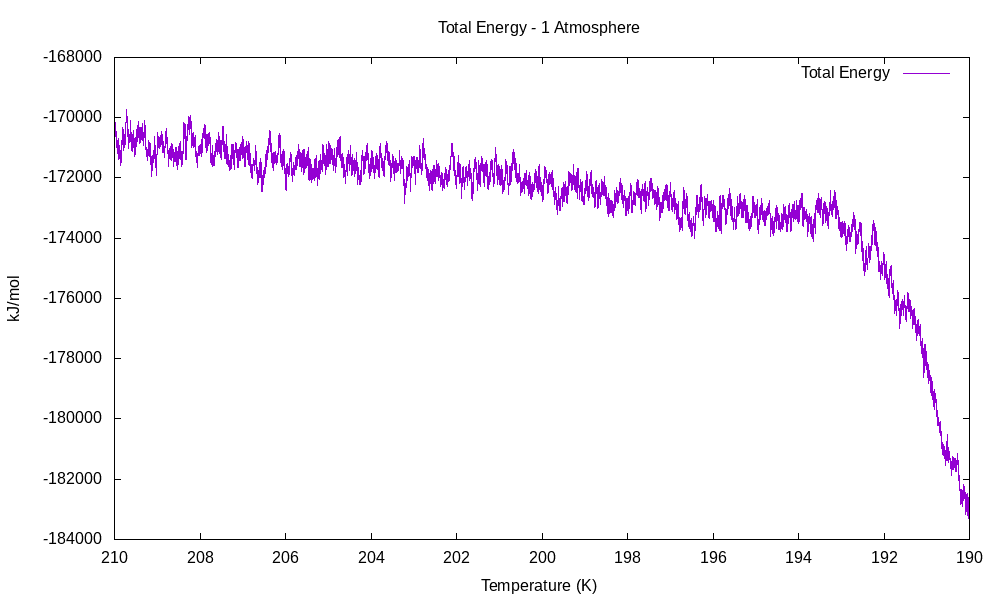 Total Energy - 1 Atmosphere
Total Energy
-168000
-170000
-172000
-174000
-176000
-178000
-180000
-182000
-184000
kJ/mol
210 208 206 204 202 200 198 196 194 192 190
Temperature (K)